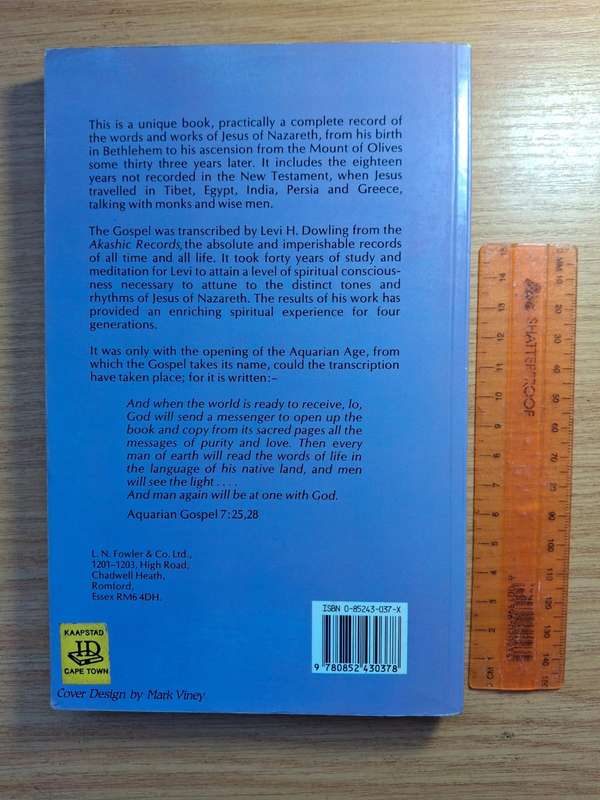 This is a unique book, practically a complete record of
the words and works of Jesus of Nazareth, from his birth
in Bethlehem to his ascension from the Mount of Olives
some thirty three years later. It includes the eighteen
years not recorded in the New Testament, when Jesus
travelled in Tibet, Egypt, India, Persia and Greece,
talking with monks and wise men.
The Gospel was transcribed by Levi H. Dowling from the
Akashic Records, the absolute and imperishable records
of all time and all life. It took forty years of study and
meditation for Levi to attain a level of spiritual conscious-
ness necessary to attune to the distinct tones and
rhythms of Jesus of Nazareth. The results of his work has
provided an enriching spiritual experience for four
generations.
It was only with the opening of the Aquarian Age, from
which the Gospel takes its name, could the transcription
have taken place; for it is written:–
And when the world is ready to receive, lo,
God will send a messenger to open up the
book and copy from its sacred pages all the
messages of purity and love. Then every
man of earth will read the words of life in
the language of his native land, and men
will see the light . . . .
And man again will be at one with God.
Aquarian Gospel 7:25,28
L. N. Fowler & Co. Ltd.,
1201–1203, High Road,
Chadwell Heath,
Romford,
Essex RM6 4DH.
ISBN 0-85243-037-X
9 780852 430378
KAAPSTAD
CAPE TOWN
Cover Design by Mark Viney
SHATTERPROOF
MM
CM